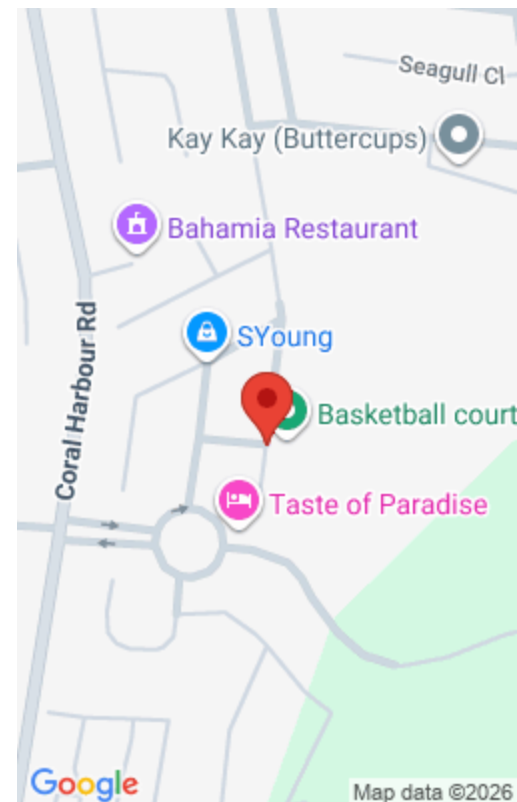 Seagull Cl
Kay Kay (Buttercups)
Bahamia Restaurant
SYoung
Coral Harbour Rd
Basketball court
Taste of Paradise
Google
Map data ©2026